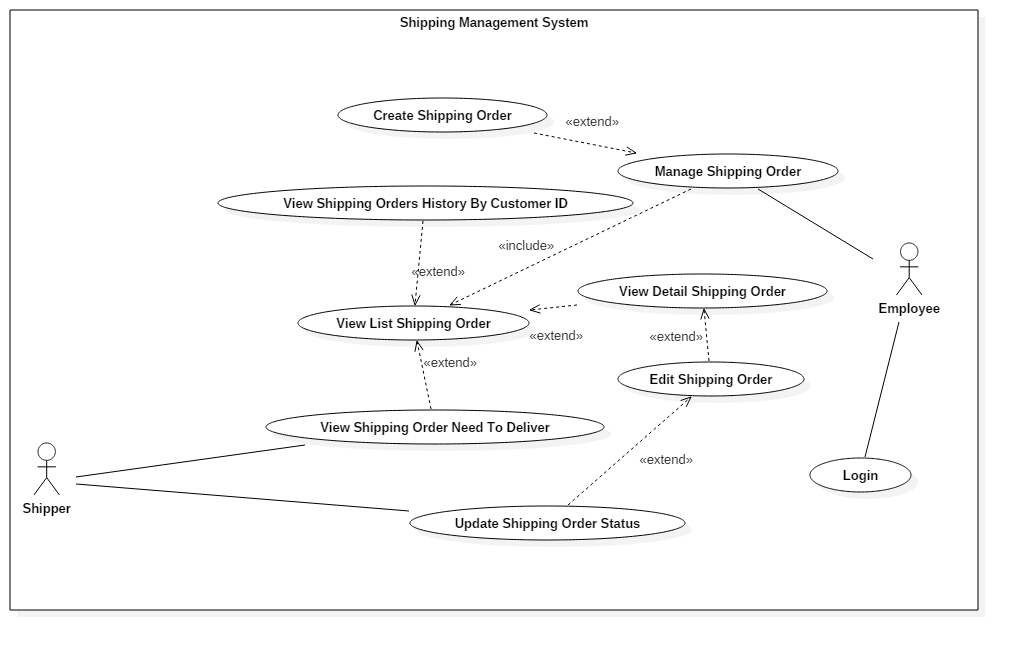 Shipping Management System
Create Shipping Order
«extend»
Manage Shipping Order
View Shipping Orders History By Customer ID
«include»
«extend»
View Detail Shipping Order
Employee
View List Shipping Order
«extend»
«extend»
«extend»
Edit Shipping Order
View Shipping Order Need To Deliver
«extend»
Login
Shipper
Update Shipping Order Status